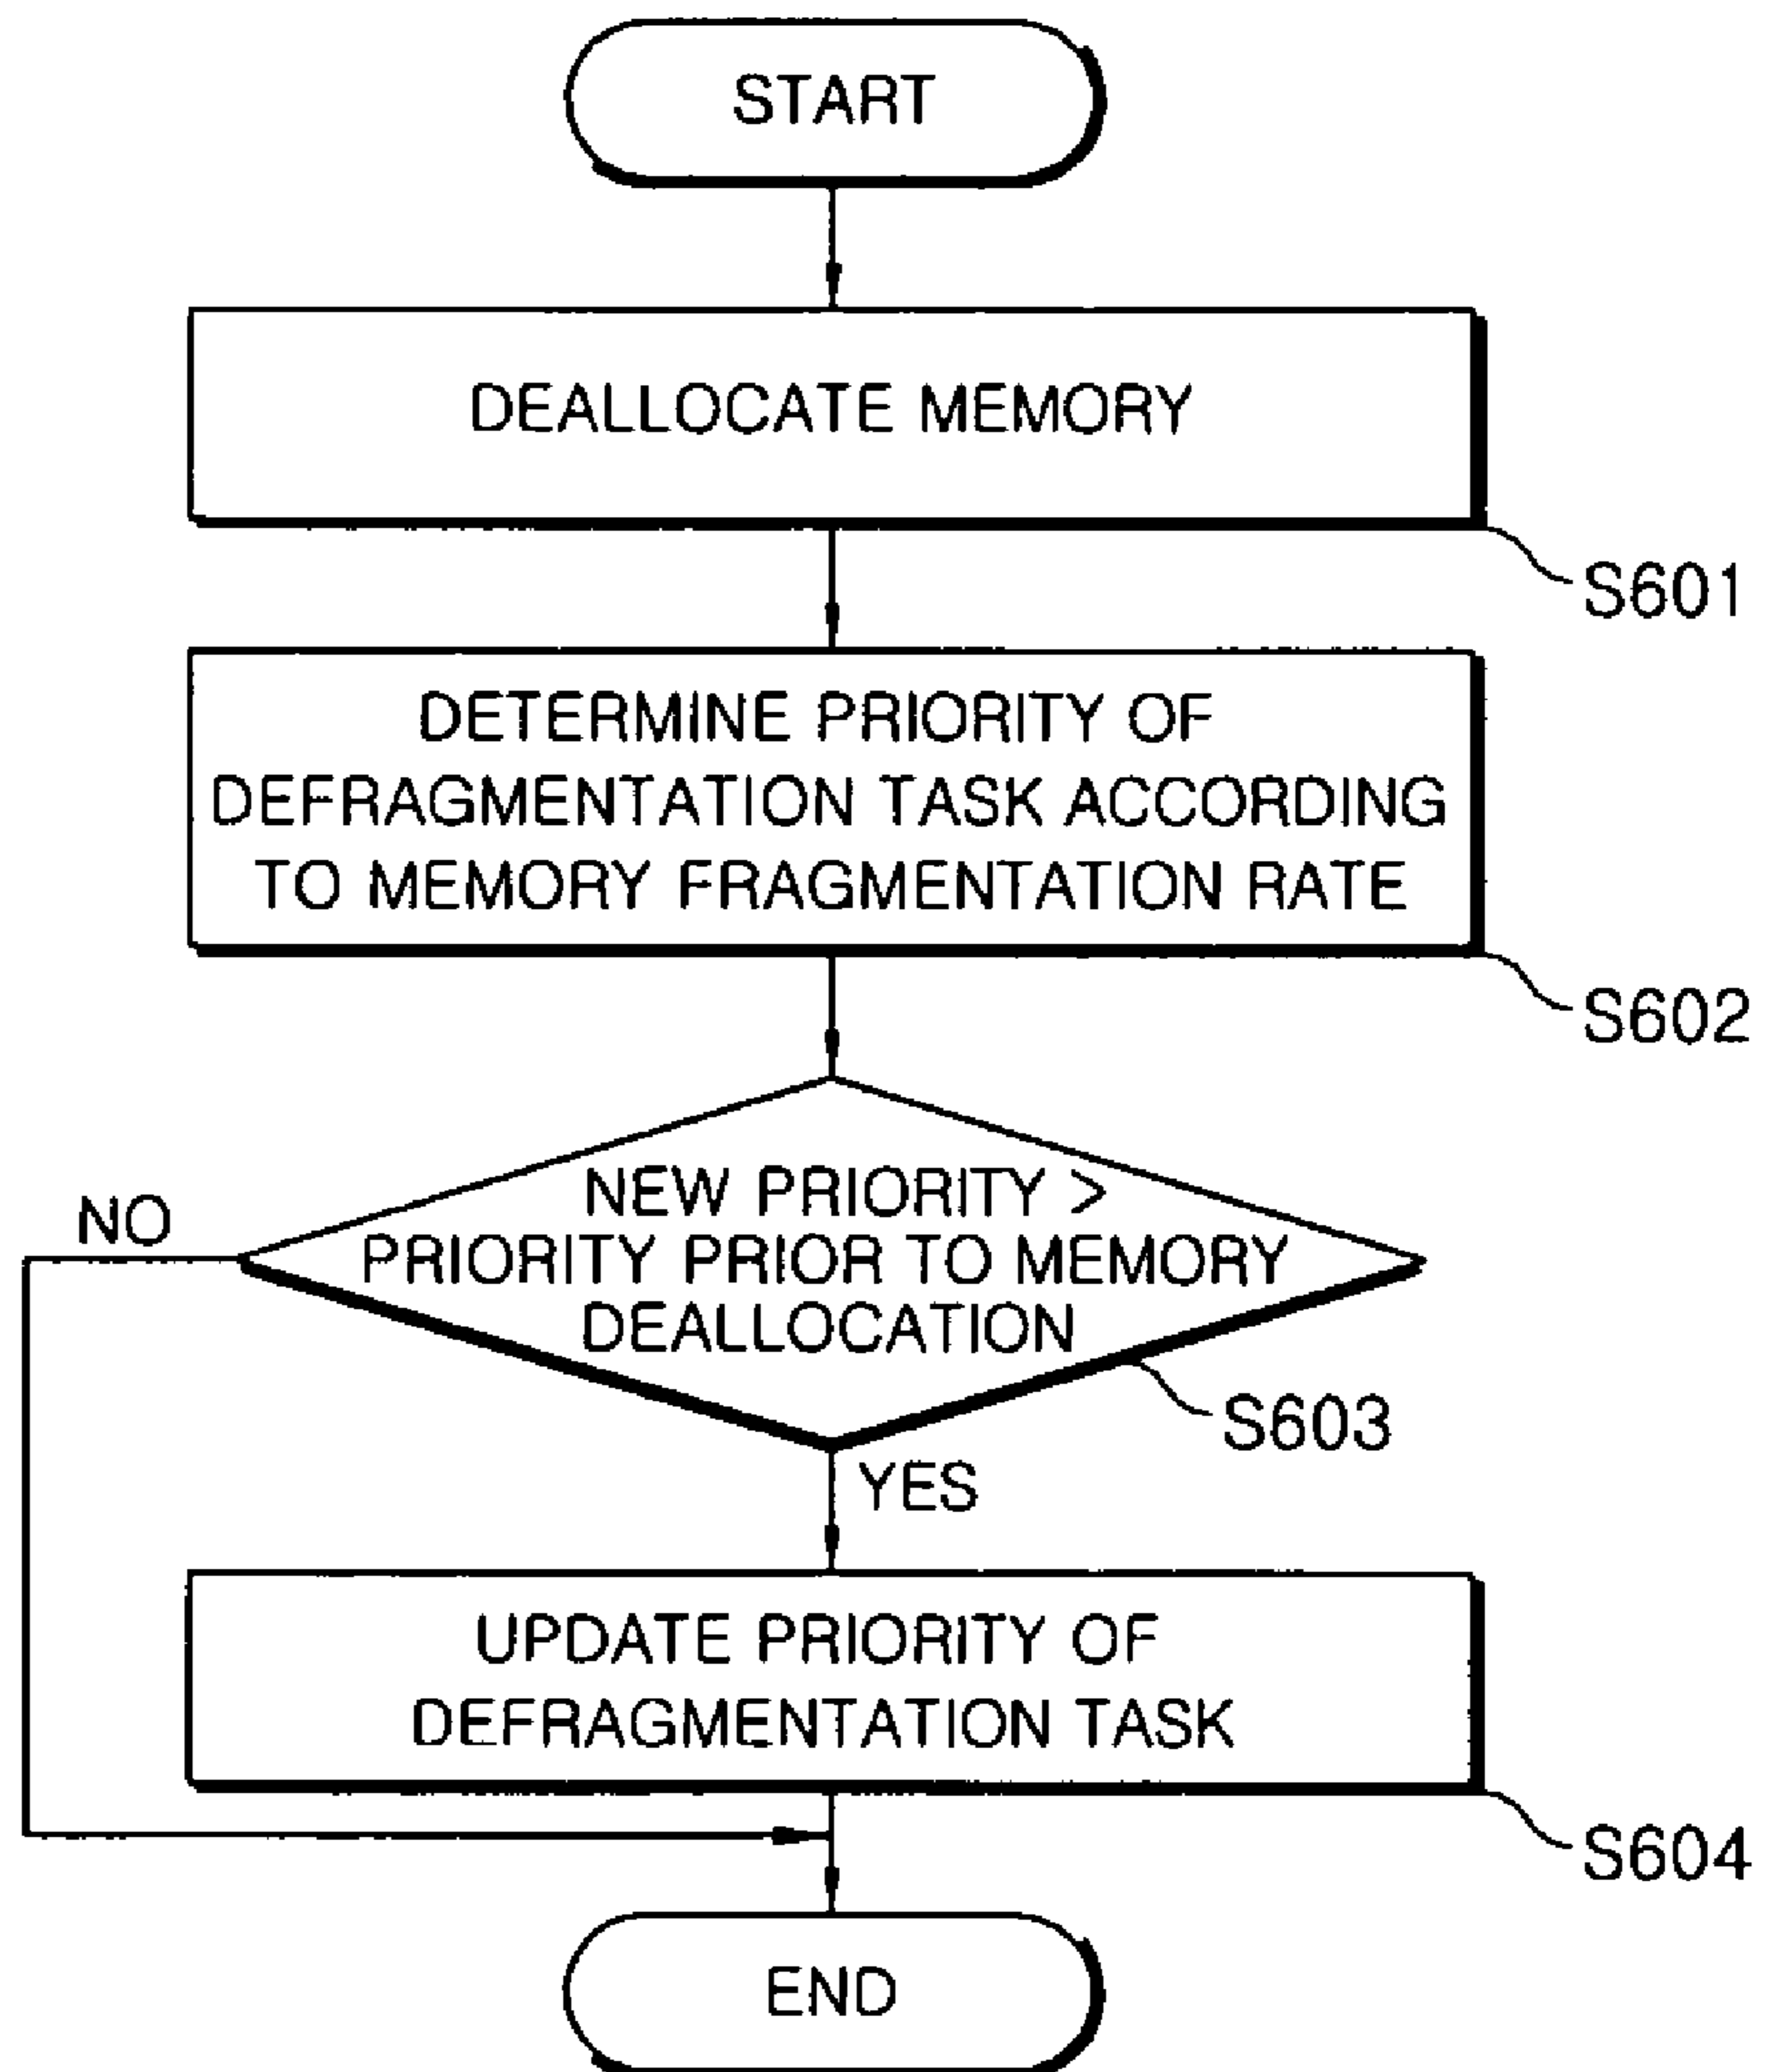 START
DEALLOCATE MEMORY
S601
DETERMINE PRIORITY OF
DEFRAGMENTATION TASK ACCORDING
TO MEMORY FRAGMENTATION RATE
S602
NEW PRIORITY >
PRIORITY PRIOR TO MEMORY
DEALLOCATION
NO
S603
YES
UPDATE PRIORITY OF
DEFRAGMENTATION TASK
S604
END